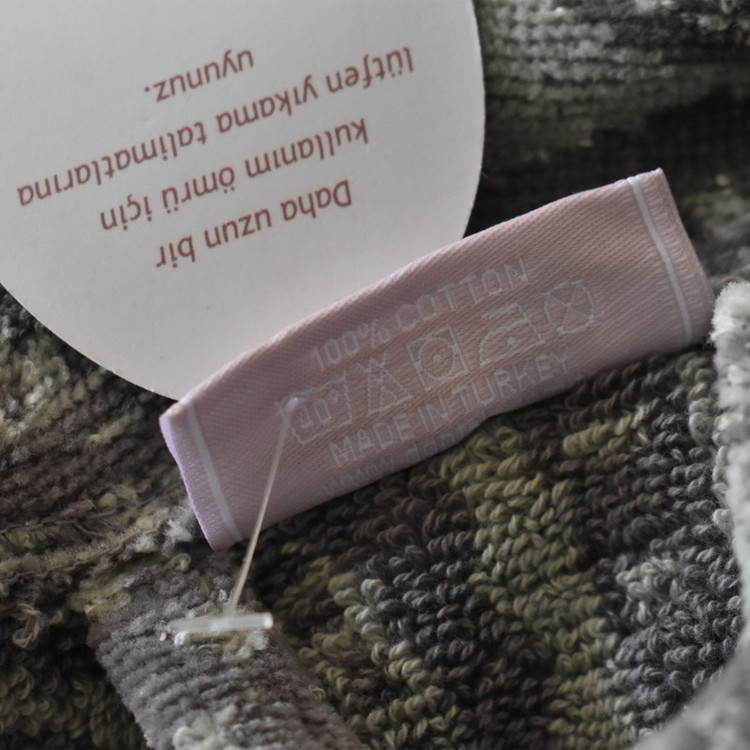 Daha uzun bir
kullanım ömrü için
lütfen yıkama talimatlarına
uyunuz.
100% COTTON
40°
MADE IN TURKEY